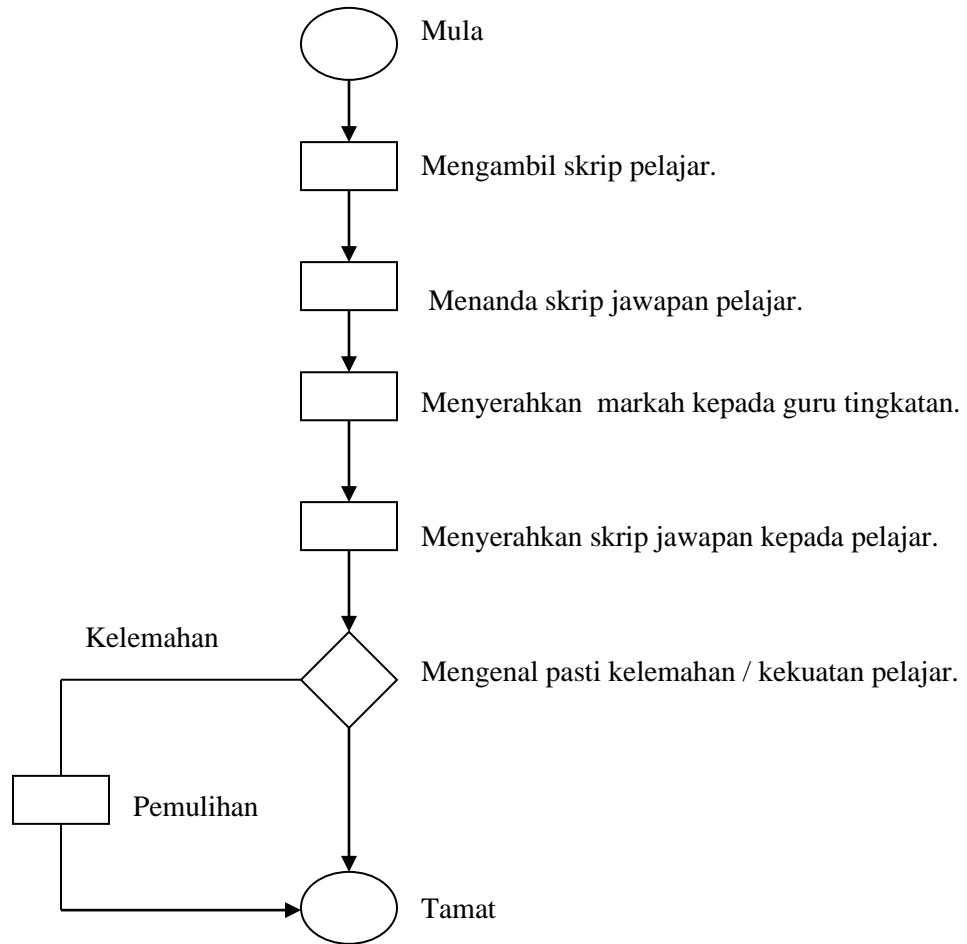 Mula
Mengambil skrip pelajar.
Menanda skrip jawapan pelajar.
Menyerahkan markah kepada guru tingkatan.
Menyerahkan skrip jawapan kepada pelajar.
Kelemahan
Mengenal pasti kelemahan / kekuatan pelajar.
Pemulihan
Tamat